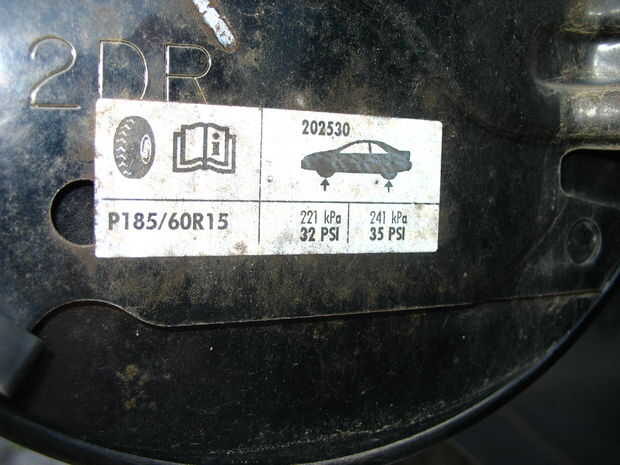 2DR
202530
P185/60R15
221 kPa 241 kPa
32 PSI 35 PSI